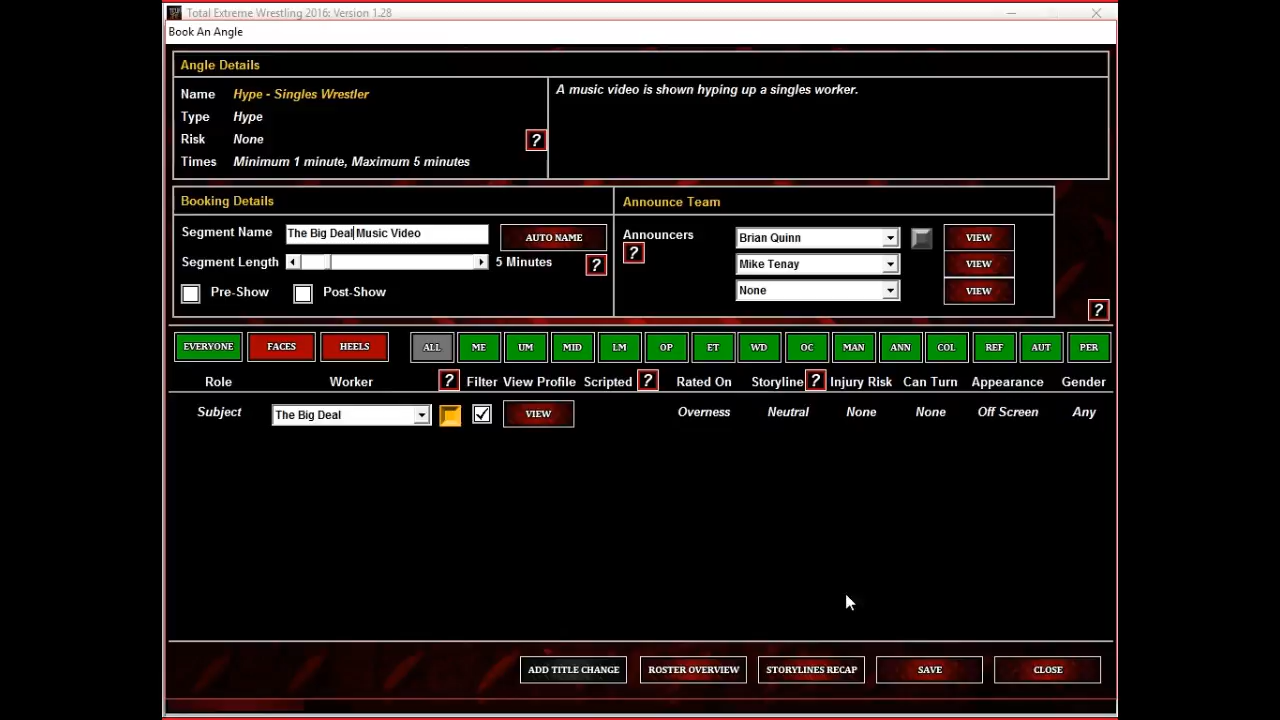 Total Extreme Wrestling 2016: Version 1.28
Book An Angle
Angle Details
Name Hype - Singles Wrestler
Type Hype
Risk None ?
Times Minimum 1 minute, Maximum 5 minutes
A music video is shown hyping up a singles worker.
Booking Details
Segment Name The Big Deal Music Video AUTO NAME
Segment Length 5 Minutes ?
Pre-Show Post-Show
Announce Team
Announcers Brian Quinn VIEW
? Mike Tenay VIEW
None VIEW
?
EVERYONE FACES HEELS ALL ME UM MID LM OP ET WD OC MAN ANN COL REF AUT PER
Role Worker ? Filter View Profile Scripted ? Rated On Storyline ? Injury Risk Can Turn Appearance Gender
Subject The Big Deal VIEW Overness Neutral None None Off Screen Any
ADD TITLE CHANGE ROSTER OVERVIEW STORYLINES RECAP SAVE CLOSE